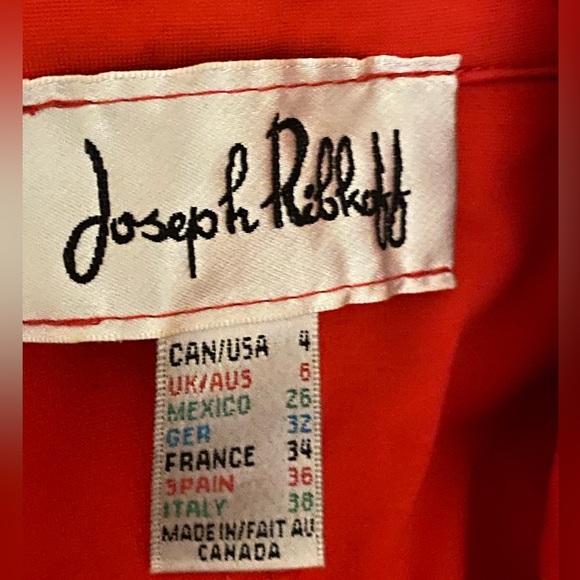 Joseph Ribkoff
CAN/USA 4
UK/AUS 6
MEXICO 26
GER 32
FRANCE 34
SPAIN 36
ITALY 38
MADE IN/FAIT AU
CANADA